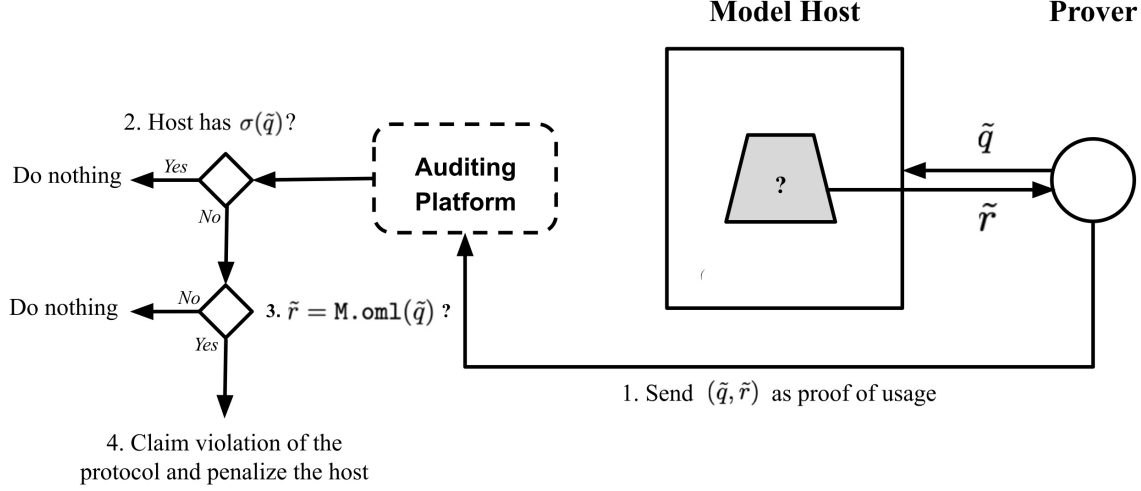 Model Host
Prover
2. Host has σ(q̃)?
Do nothing
Yes
Auditing
Platform
?
q̃
r̃
No
Do nothing
No
3. r̃ = M.oml(q̃) ?
Yes
1. Send (q̃, r̃) as proof of usage
4. Claim violation of the
protocol and penalize the host